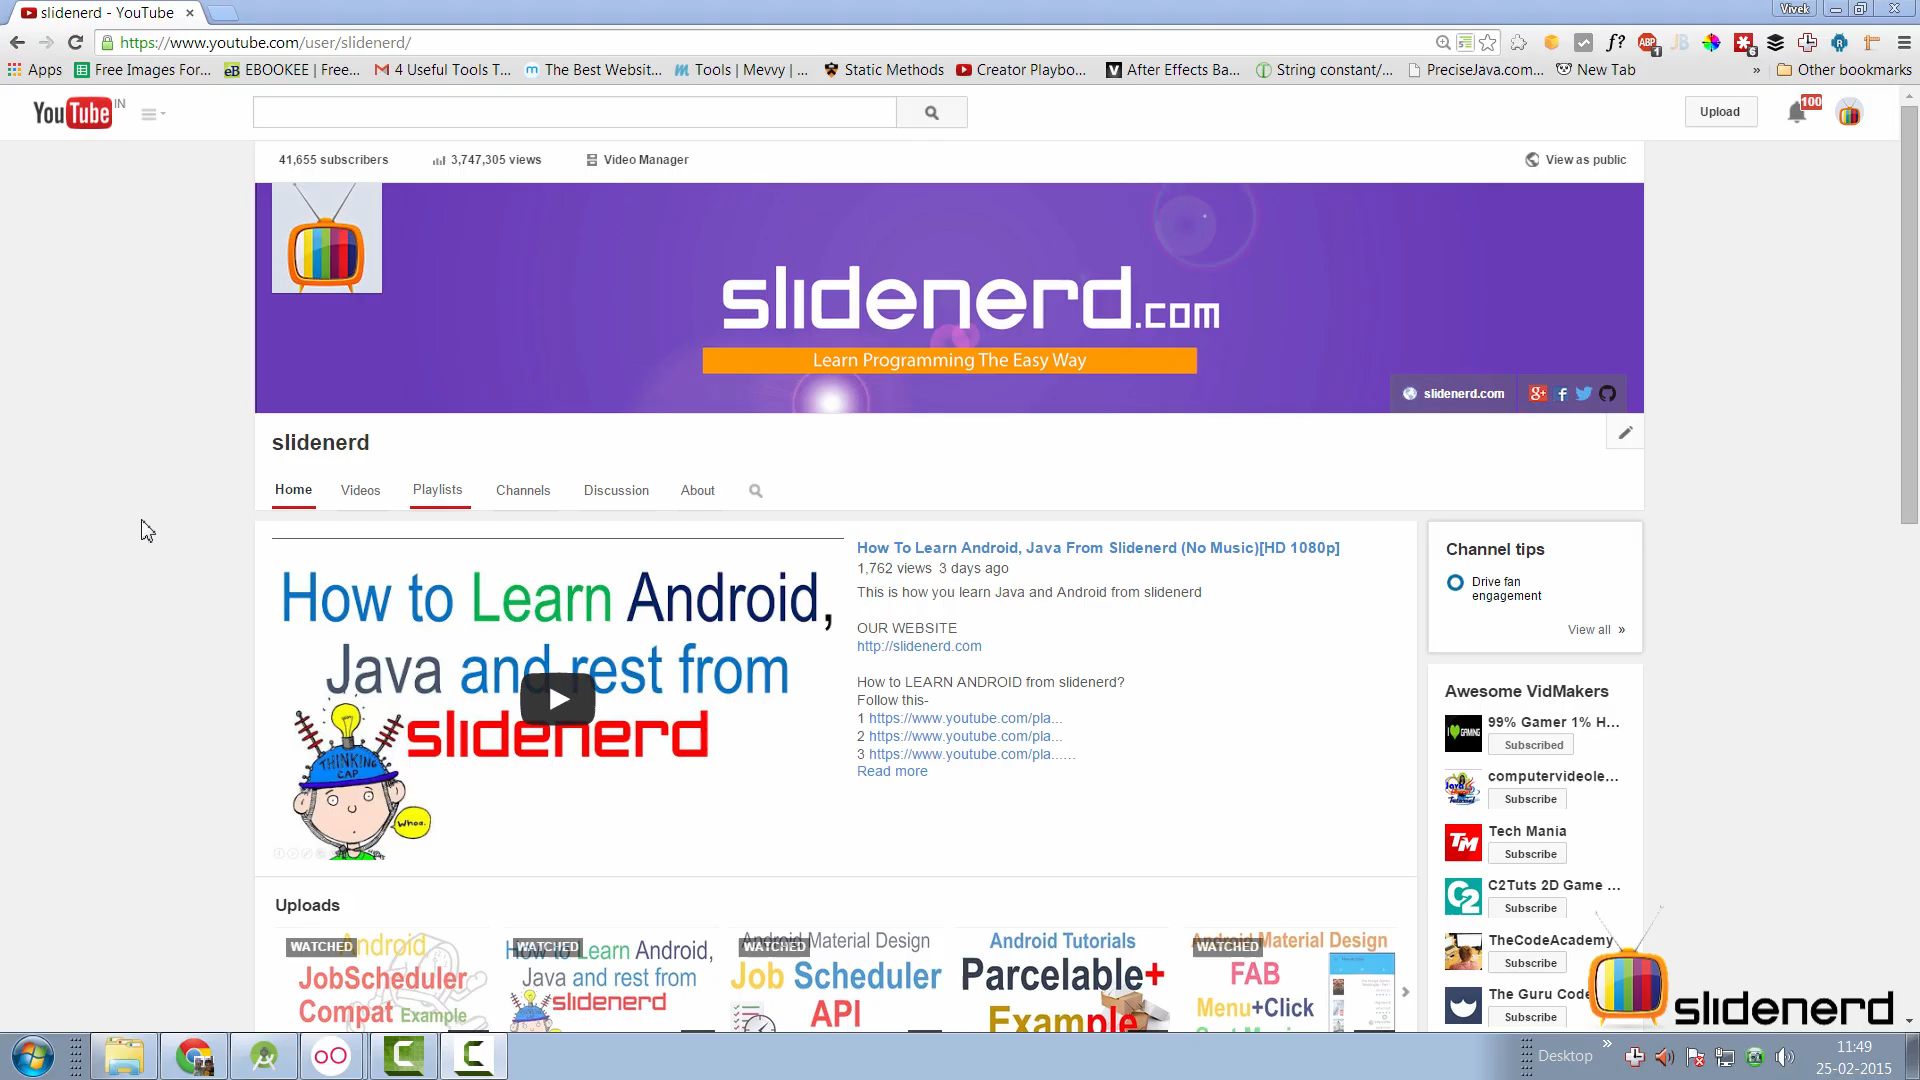 slidenerd - YouTube
Vivek
https://www.youtube.com/user/slidenerd/
Apps
Free Images For...
EBOOKEE | Free...
4 Useful Tools T...
The Best Websit...
Tools | Mevvy | ...
Static Methods
Creator Playbo...
After Effects Ba...
String constant/...
PreciseJava.com...
New Tab
Other bookmarks
YouTube IN
Upload
100
41,655 subscribers
3,747,305 views
Video Manager
View as public
slidenerd.com
Learn Programming The Easy Way
slidenerd.com
slidenerd
Home
Videos
Playlists
Channels
Discussion
About
How to Learn Android,
Java and rest from
slidenerd
THINKING
CAP
Whoa.
How To Learn Android, Java From Slidenerd (No Music)[HD 1080p]
1,762 views 3 days ago
This is how you learn Java and Android from slidenerd
OUR WEBSITE
http://slidenerd.com
How to LEARN ANDROID from slidenerd?
Follow this-
1 https://www.youtube.com/pla...
2 https://www.youtube.com/pla...
3 https://www.youtube.com/pla......
Read more
Channel tips
Drive fan
engagement
View all »
Awesome VidMakers
99% Gamer 1% H...
Subscribed
computervideole...
Subscribe
Tech Mania
Subscribe
C2Tuts 2D Game ...
Subscribe
TheCodeAcademy
Subscribe
The Guru Code
Subscribe
Uploads
WATCHED
Android
JobScheduler
Compat Example
WATCHED
Learn Android,
Java and rest from
slidenerd
WATCHED
Android Material Design
Job Scheduler
API
Android Tutorials
Parcelable+
Example
WATCHED
Android Material Design
FAB
Menu+Click
slidenerd
Desktop
11:49
25-02-2015